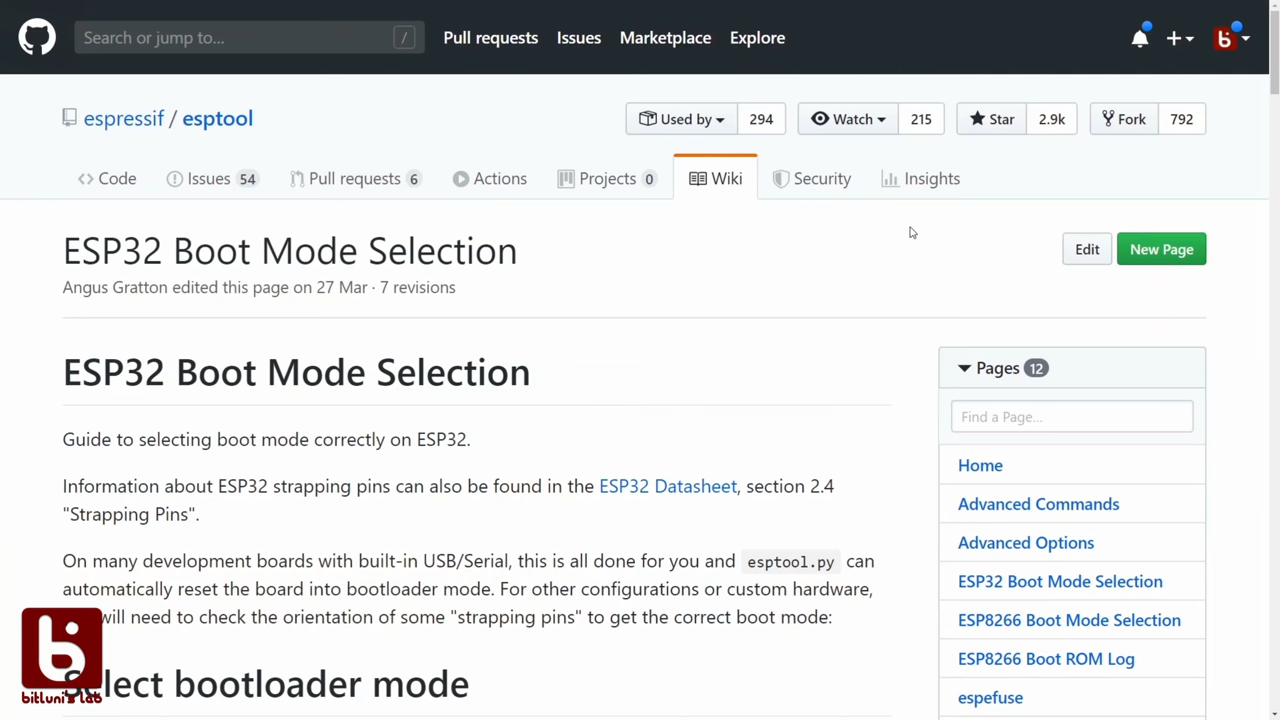 Search or jump to...
/
Pull requests
Issues
Marketplace
Explore
espressif / esptool
Used by
294
Watch
215
Star
2.9k
Fork
792
Code
Issues 54
Pull requests 6
Actions
Projects 0
Wiki
Security
Insights
ESP32 Boot Mode Selection
Edit
New Page
Angus Gratton edited this page on 27 Mar · 7 revisions
ESP32 Boot Mode Selection
Guide to selecting boot mode correctly on ESP32.
Information about ESP32 strapping pins can also be found in the ESP32 Datasheet, section 2.4
"Strapping Pins".
On many development boards with built-in USB/Serial, this is all done for you and esptool.py can
automatically reset the board into bootloader mode. For other configurations or custom hardware,
will need to check the orientation of some "strapping pins" to get the correct boot mode:
Select bootloader mode
Pages 12
Find a Page...
Home
Advanced Commands
Advanced Options
ESP32 Boot Mode Selection
ESP8266 Boot Mode Selection
ESP8266 Boot ROM Log
espefuse
bitluni's lab